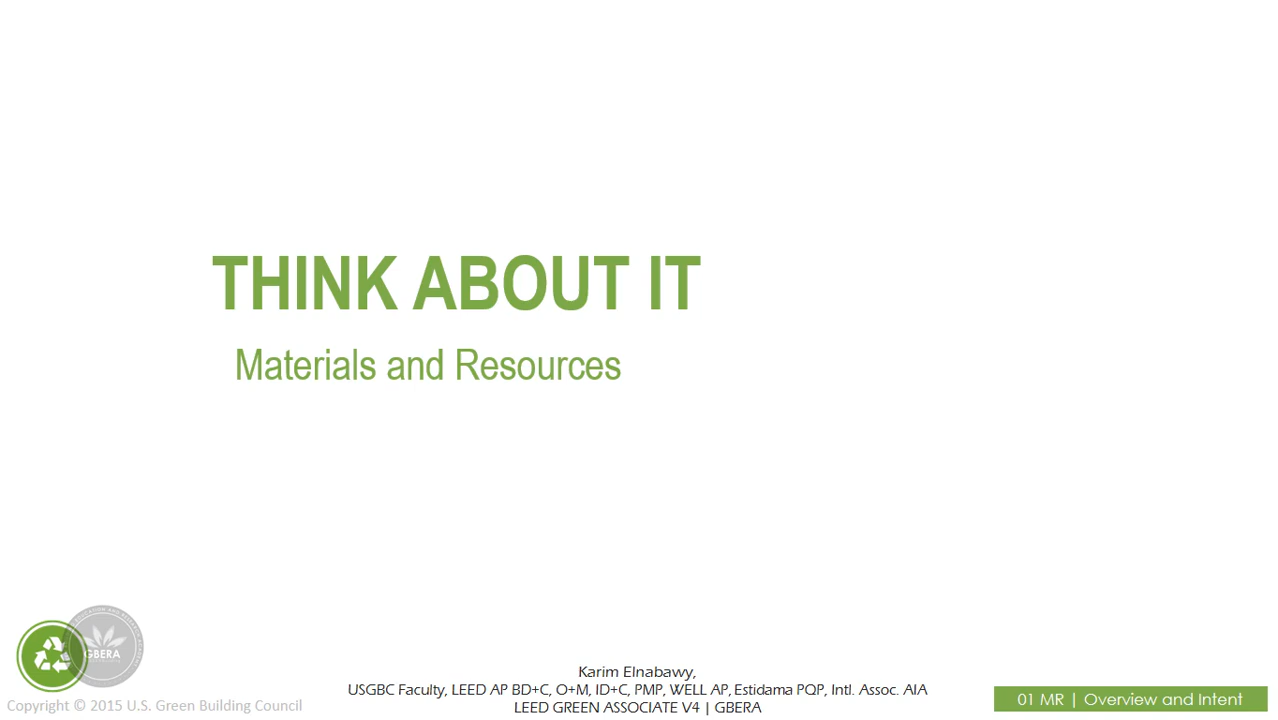 THINK ABOUT IT
Materials and Resources
GBERA
Karim Elnabawy,
USGBC Faculty, LEED AP BD+C, O+M, ID+C, PMP, WELL AP, Estidama PQP, Intl. Assoc. AIA
LEED GREEN ASSOCIATE V4 | GBERA
Copyright © 2015 U.S. Green Building Council
01 MR | Overview and Intent